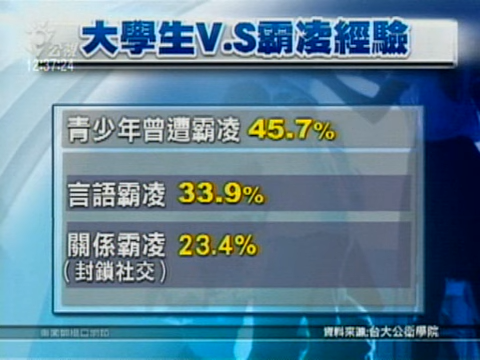 大學生V.S霸凌經驗
公視
12:37:24
青少年曾遭霸凌 45.7%
言語霸凌 33.9%
關係霸凌 23.4%
(封鎖社交)
資料來源:台大公衛學院